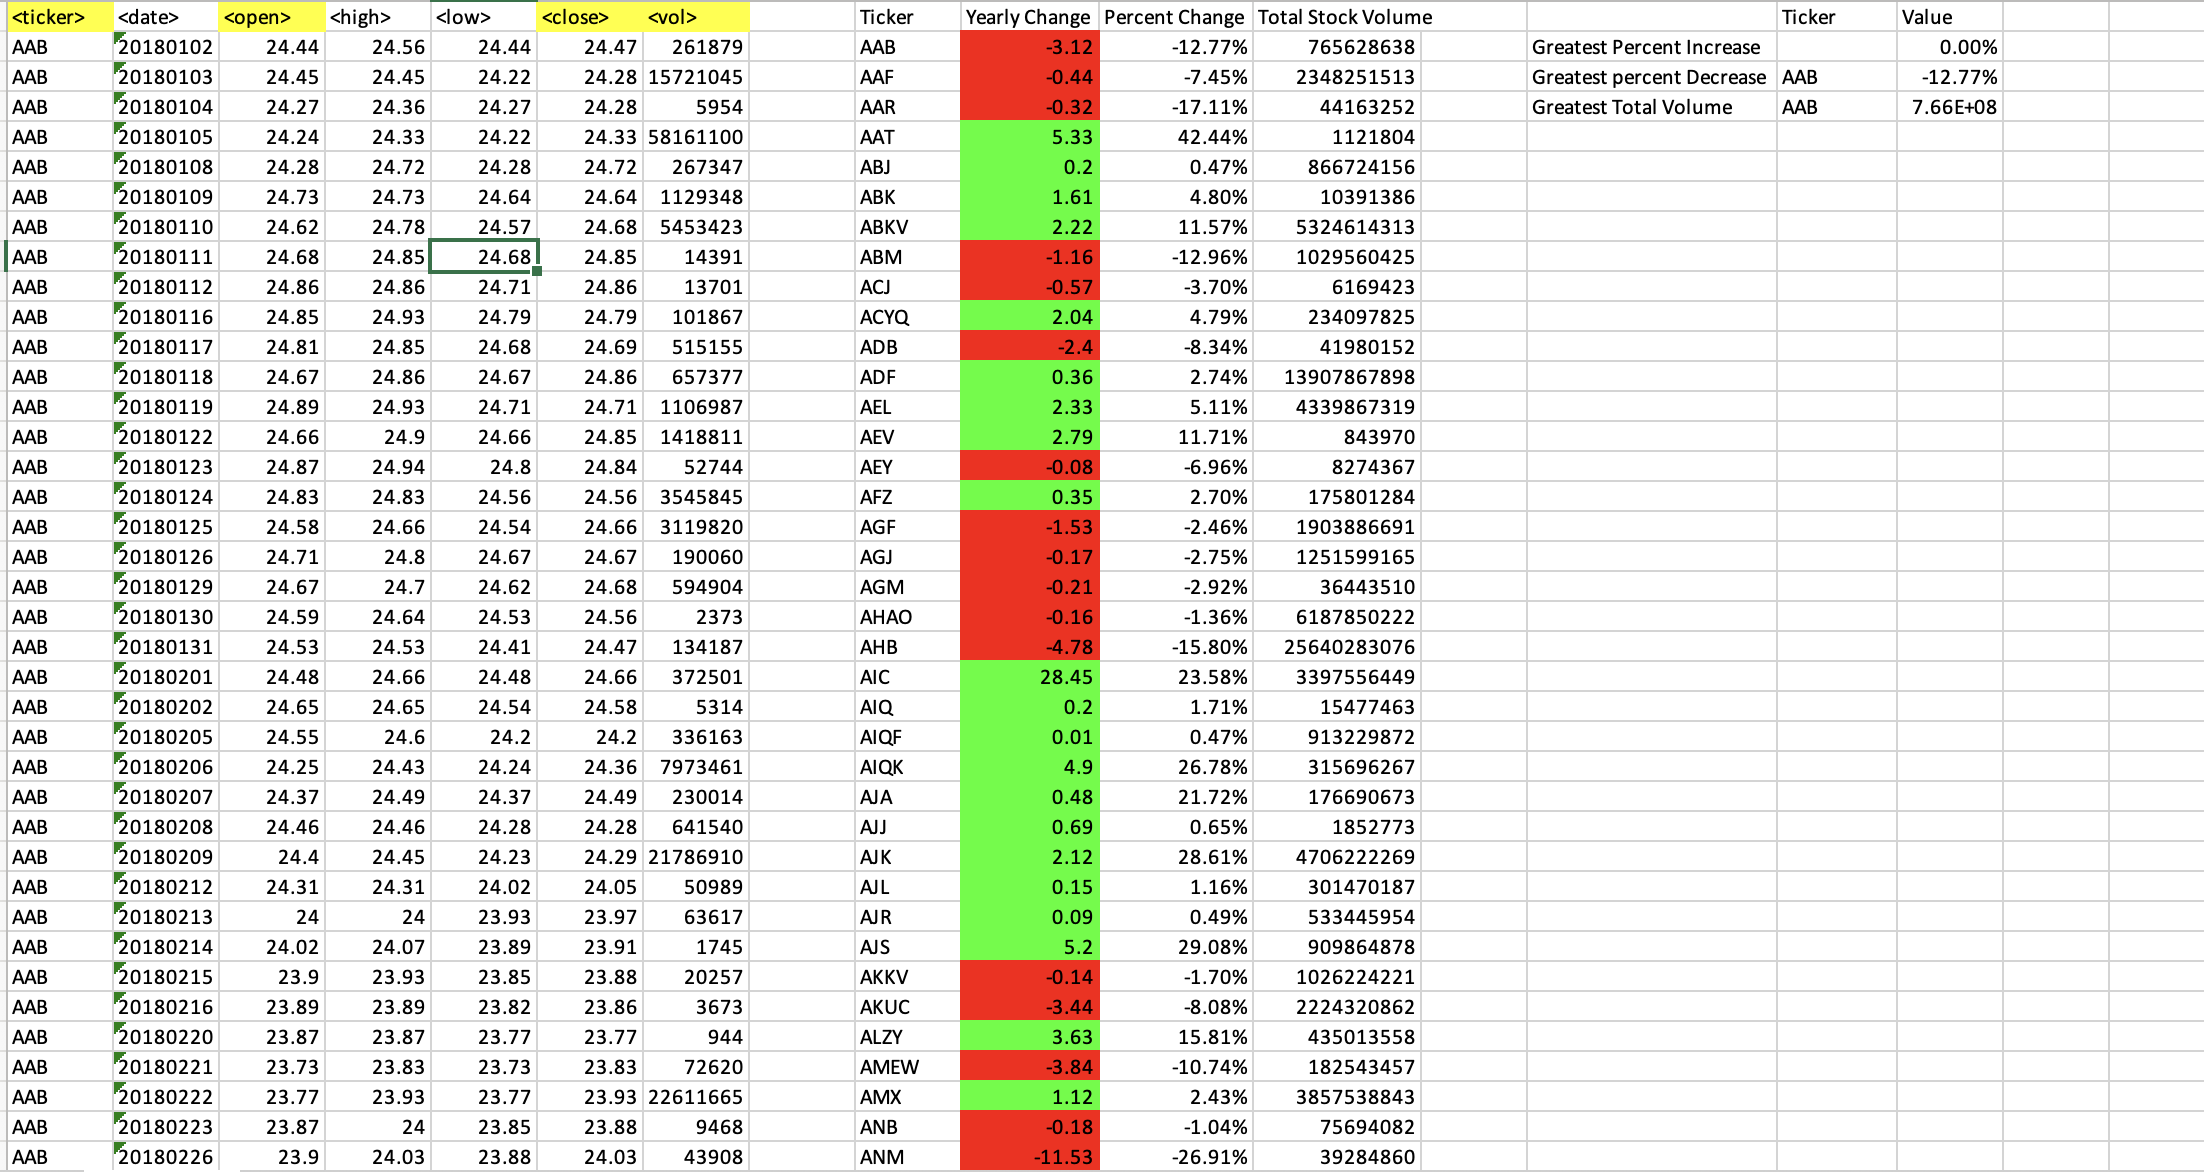 <ticker> <date> <open> <high> <low> <close> <vol> Ticker Yearly Change Percent Change Total Stock Volume Ticker Value
AAB 20180102 24.44 24.56 24.44 24.47 261879 AAB -3.12 -12.77% 765628638 Greatest Percent Increase 0.00%
AAB 20180103 24.45 24.45 24.22 24.28 15721045 AAF -0.44 -7.45% 2348251513 Greatest percent Decrease AAB -12.77%
AAB 20180104 24.27 24.36 24.27 24.28 5954 AAR -0.32 -17.11% 44163252 Greatest Total Volume AAB 7.66E+08
AAB 20180105 24.24 24.33 24.22 24.33 58161100 AAT 5.33 42.44% 1121804
AAB 20180108 24.28 24.72 24.28 24.72 267347 ABJ 0.2 0.47% 866724156
AAB 20180109 24.73 24.73 24.64 24.64 1129348 ABK 1.61 4.80% 10391386
AAB 20180110 24.62 24.78 24.57 24.68 5453423 ABKV 2.22 11.57% 5324614313
AAB 20180111 24.68 24.85 24.68 24.85 14391 ABM -1.16 -12.96% 1029560425
AAB 20180112 24.86 24.86 24.71 24.86 13701 ACJ -0.57 -3.70% 6169423
AAB 20180116 24.85 24.93 24.79 24.79 101867 ACYQ 2.04 4.79% 234097825
AAB 20180117 24.81 24.85 24.68 24.69 515155 ADB -2.4 -8.34% 41980152
AAB 20180118 24.67 24.86 24.67 24.86 657377 ADF 0.36 2.74% 13907867898
AAB 20180119 24.89 24.93 24.71 24.71 1106987 AEL 2.33 5.11% 4339867319
AAB 20180122 24.66 24.9 24.66 24.85 1418811 AEV 2.79 11.71% 843970
AAB 20180123 24.87 24.94 24.8 24.84 52744 AEY -0.08 -6.96% 8274367
AAB 20180124 24.83 24.83 24.56 24.56 3545845 AFZ 0.35 2.70% 175801284
AAB 20180125 24.58 24.66 24.54 24.66 3119820 AGF -1.53 -2.46% 1903886691
AAB 20180126 24.71 24.8 24.67 24.67 190060 AGJ -0.17 -2.75% 1251599165
AAB 20180129 24.67 24.7 24.62 24.68 594904 AGM -0.21 -2.92% 36443510
AAB 20180130 24.59 24.64 24.53 24.56 2373 AHAO -0.16 -1.36% 6187850222
AAB 20180131 24.53 24.53 24.41 24.47 134187 AHB -4.78 -15.80% 25640283076
AAB 20180201 24.48 24.66 24.48 24.66 372501 AIC 28.45 23.58% 3397556449
AAB 20180202 24.65 24.65 24.54 24.58 5314 AIQ 0.2 1.71% 15477463
AAB 20180205 24.55 24.6 24.2 24.2 336163 AIQF 0.01 0.47% 913229872
AAB 20180206 24.25 24.43 24.24 24.36 7973461 AIQK 4.9 26.78% 315696267
AAB 20180207 24.37 24.49 24.37 24.49 230014 AJA 0.48 21.72% 176690673
AAB 20180208 24.46 24.46 24.28 24.28 641540 AJJ 0.69 0.65% 1852773
AAB 20180209 24.4 24.45 24.23 24.29 21786910 AJK 2.12 28.61% 4706222269
AAB 20180212 24.31 24.31 24.02 24.05 50989 AJL 0.15 1.16% 301470187
AAB 20180213 24 24 23.93 23.97 63617 AJR 0.09 0.49% 533445954
AAB 20180214 24.02 24.07 23.89 23.91 1745 AJS 5.2 29.08% 909864878
AAB 20180215 23.9 23.93 23.85 23.88 20257 AKKV -0.14 -1.70% 1026224221
AAB 20180216 23.89 23.89 23.82 23.86 3673 AKUC -3.44 -8.08% 2224320862
AAB 20180220 23.87 23.87 23.77 23.77 944 ALZY 3.63 15.81% 435013558
AAB 20180221 23.73 23.83 23.73 23.83 72620 AMEW -3.84 -10.74% 182543457
AAB 20180222 23.77 23.93 23.77 23.93 22611665 AMX 1.12 2.43% 3857538843
AAB 20180223 23.87 24 23.85 23.88 9468 ANB -0.18 -1.04% 75694082
AAB 20180226 23.9 24.03 23.88 24.03 43908 ANM -11.53 -26.91% 39284860